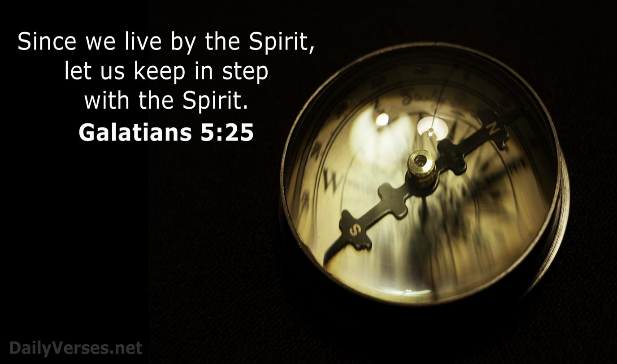 Since we live by the Spirit,
let us keep in step
with the Spirit.
Galatians 5:25
N
W
S
DailyVerses.net